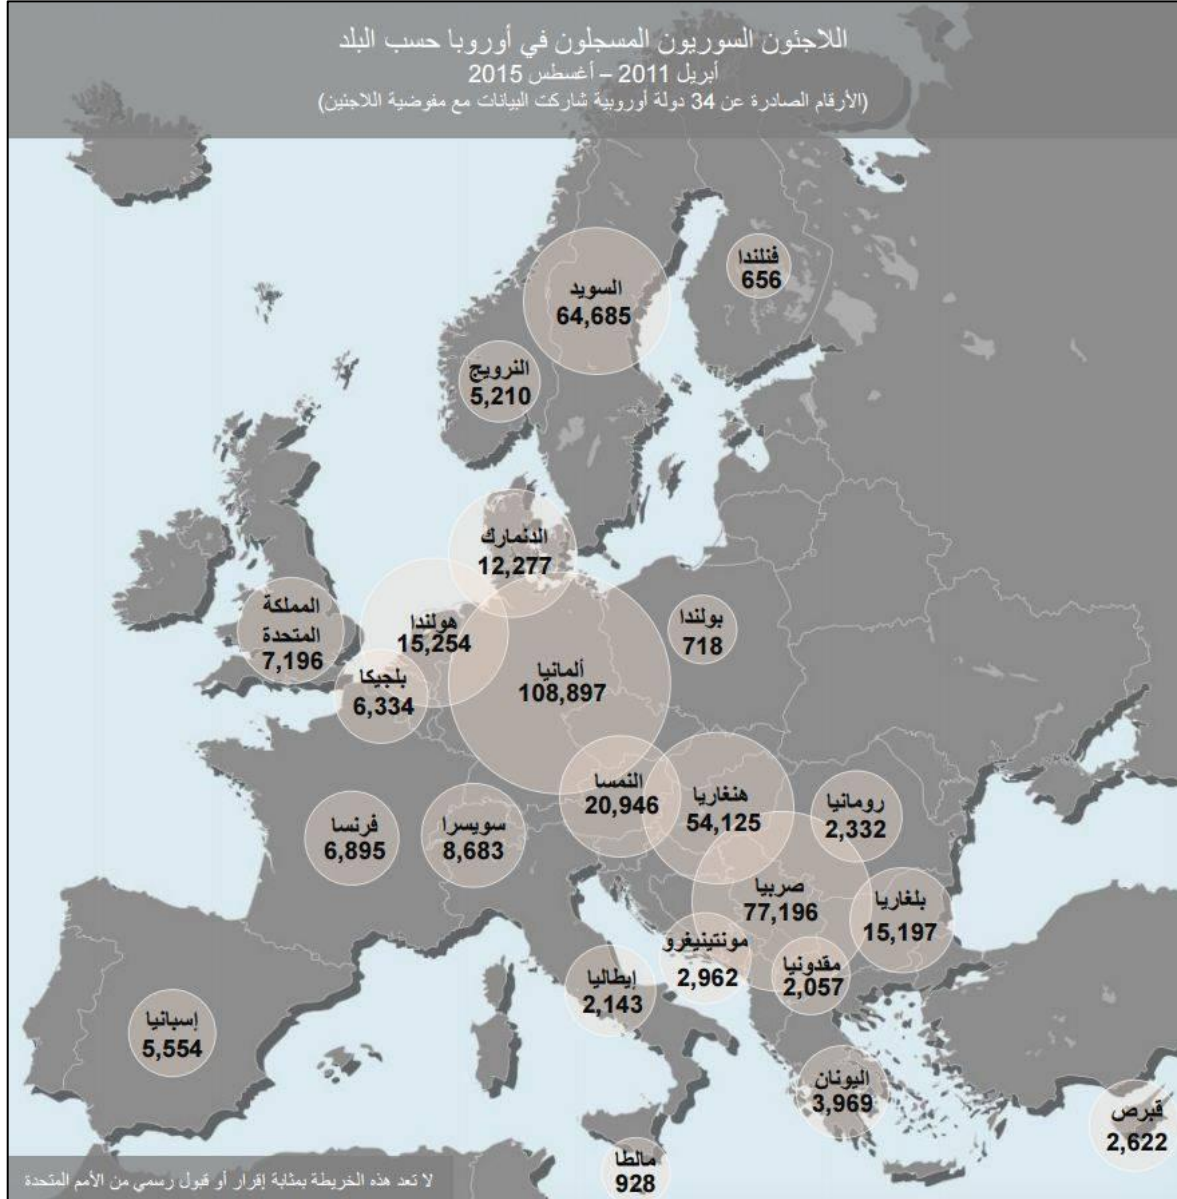 اللاجئون السوريون المسجلون في أوروبا حسب البلد
أبريل 2011 – أغسطس 2015
(الأرقام الصادرة عن 34 دولة أوروبية شاركت البيانات مع مفوضية اللاجئين)
فنلندا
656
السويد
64,685
النرويج
5,210
الدنمارك
12,277
المملكة
المتحدة
7,196
هولندا
15,254
بولندا
718
بلجيكا
6,334
ألمانيا
108,897
النمسا
20,946
هنغاريا
54,125
رومانيا
2,332
فرنسا
6,895
سويسرا
8,683
صربيا
77,196
بلغاريا
15,197
مونتينيغرو
2,962
مقدونيا
2,057
إيطاليا
2,143
إسبانيا
5,554
اليونان
3,969
قبرص
2,622
مالطا
928
لا تعد هذه الخريطة بمثابة إقرار أو قبول رسمي من الأمم المتحدة